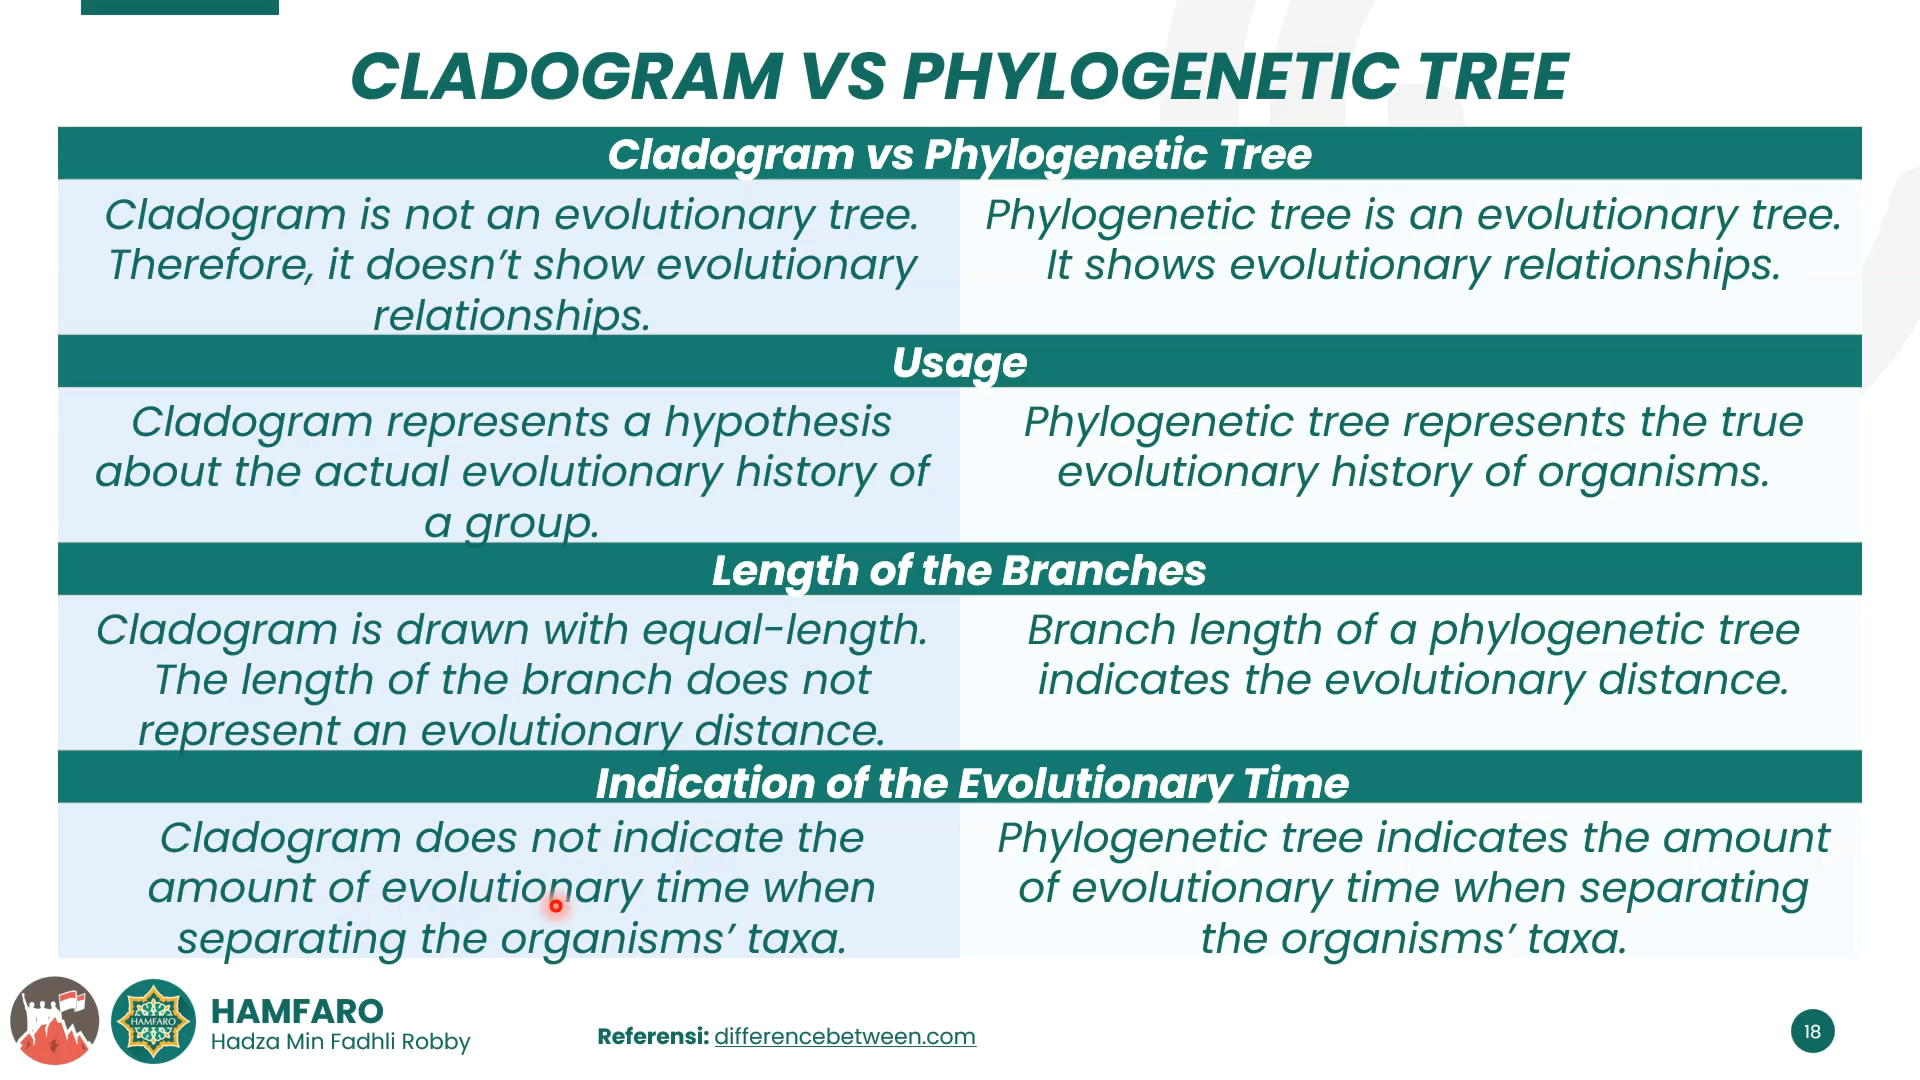 CLADOGRAM VS PHYLOGENETIC TREE
Cladogram vs Phylogenetic Tree
Cladogram is not an evolutionary tree.
Therefore, it doesn’t show evolutionary
relationships.
Phylogenetic tree is an evolutionary tree.
It shows evolutionary relationships.
Usage
Cladogram represents a hypothesis
about the actual evolutionary history of
a group.
Phylogenetic tree represents the true
evolutionary history of organisms.
Length of the Branches
Cladogram is drawn with equal-length.
The length of the branch does not
represent an evolutionary distance.
Branch length of a phylogenetic tree
indicates the evolutionary distance.
Indication of the Evolutionary Time
Cladogram does not indicate the
amount of evolutionary time when
separating the organisms’ taxa.
Phylogenetic tree indicates the amount
of evolutionary time when separating
the organisms’ taxa.
HAMFARO
HAMFARO
Hadza Min Fadhli Robby
Referensi: differencebetween.com
18